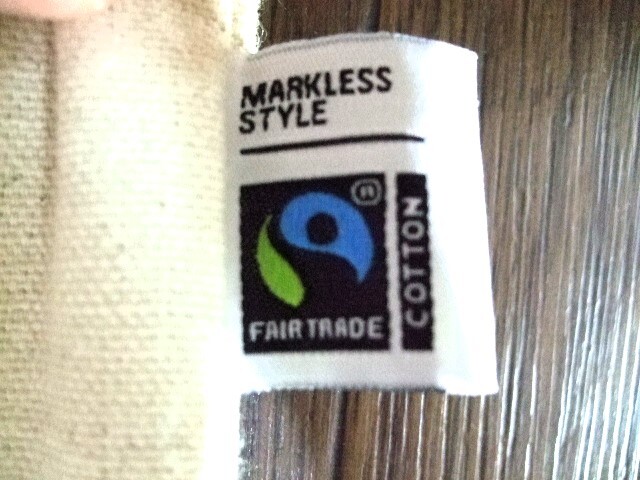 MARKLESS
STYLE
®
FAIRTRADE
COTTON